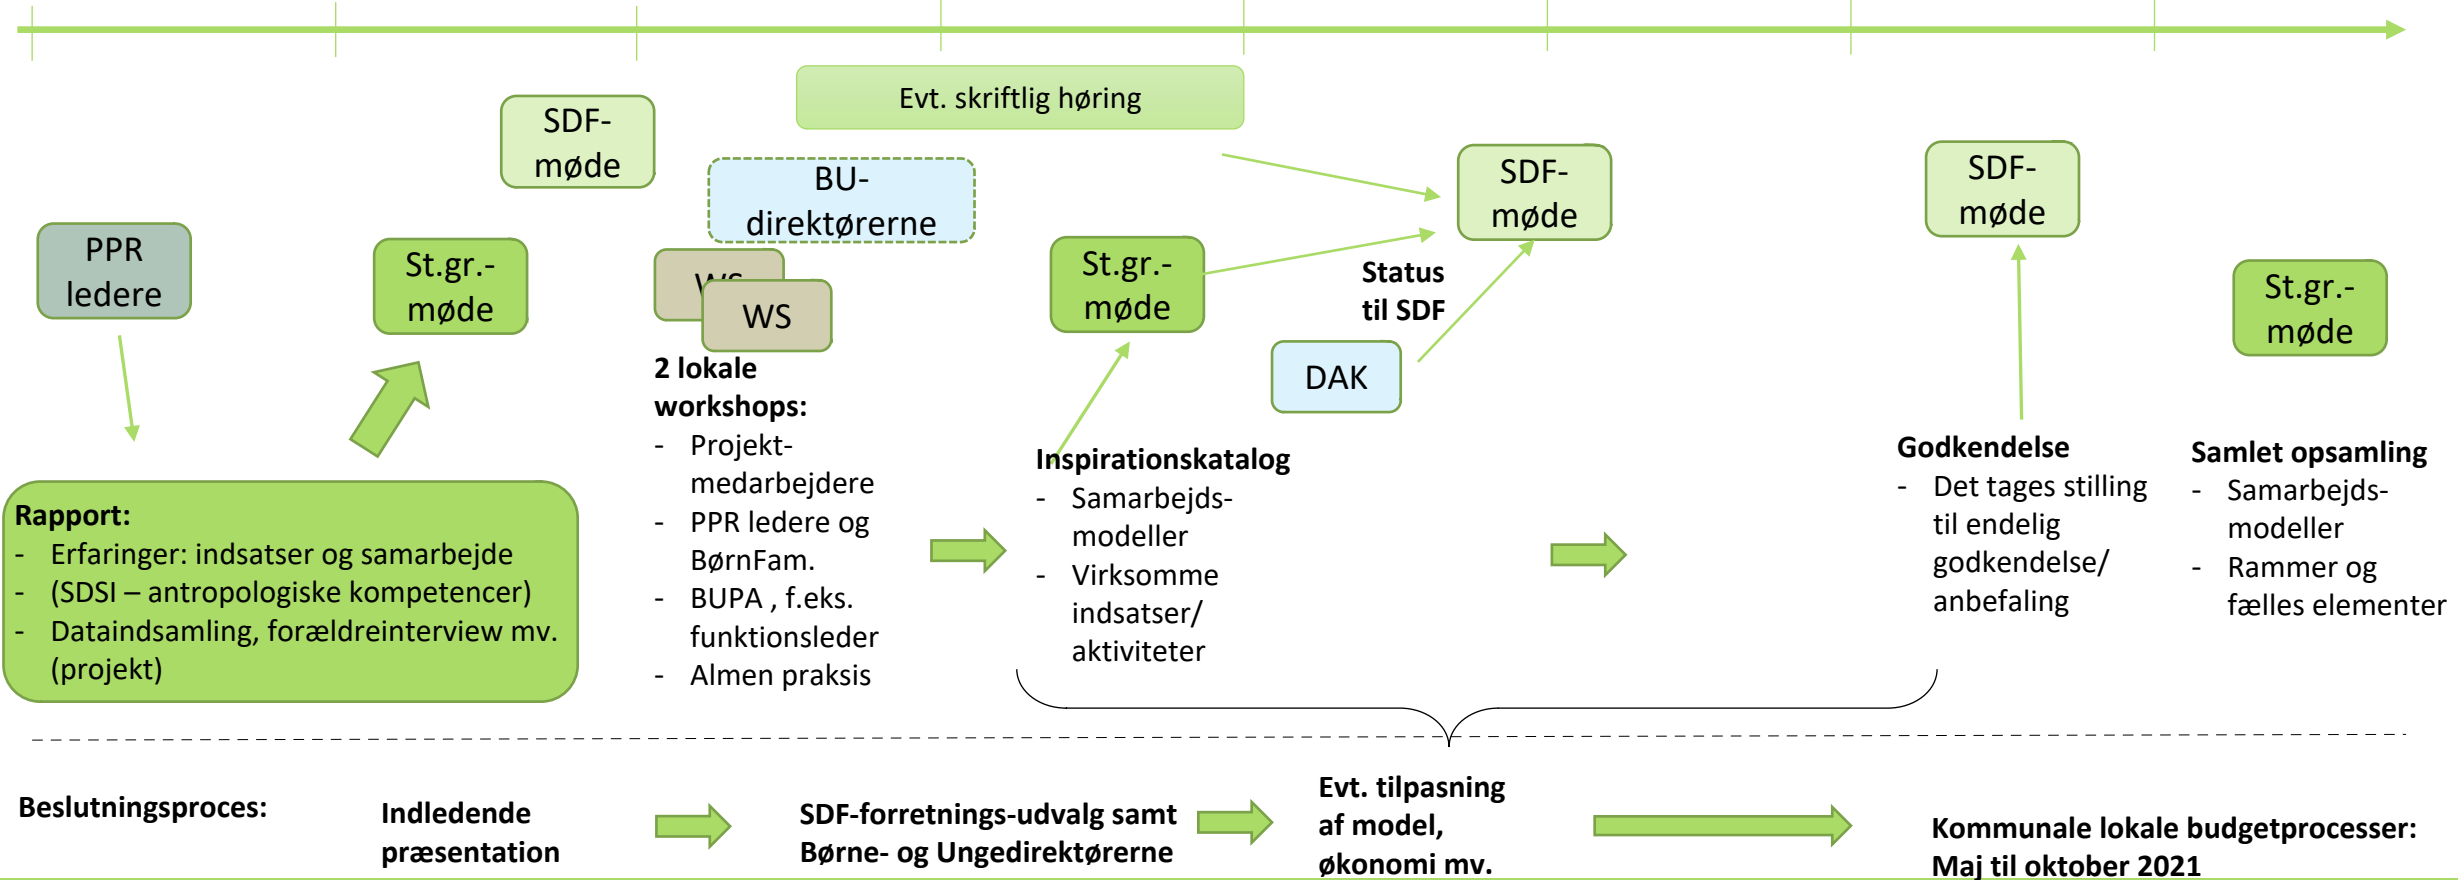 Evt. skriftlig høring
SDF-
møde
BU-
direktørerne
SDF-
møde
SDF-
møde
PPR
ledere
St.gr.-
møde
WS
WS
St.gr.-
møde
Status
til SDF
DAK
St.gr.-
møde
Rapport:
- Erfaringer: indsatser og samarbejde
- (SDSI – antropologiske kompetencer)
- Dataindsamling, forældreinterview mv.
(projekt)
2 lokale
workshops:
- Projekt-
medarbejdere
- PPR ledere og
BørnFam.
- BUPA , f.eks.
funktionsleder
- Almen praksis
Inspirationskatalog
- Samarbejds-
modeller
- Virksomme
indsatser/
aktiviteter
Godkendelse
- Det tages stilling
til endelig
godkendelse/
anbefaling
Samlet opsamling
- Samarbejds-
modeller
- Rammer og
fælles elementer
Beslutningsproces:
Indledende
præsentation
SDF-forretnings-udvalg samt
Børne- og Ungedirektørerne
Evt. tilpasning
af model,
økonomi mv.
Kommunale lokale budgetprocesser:
Maj til oktober 2021